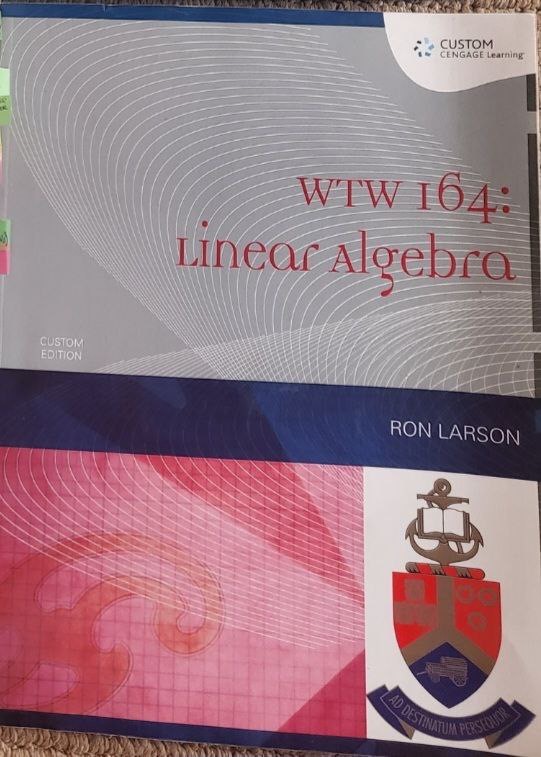 CUSTOM
CENGAGE Learning
WTW 164:
Linear Algebra
CUSTOM
EDITION
RON LARSON
AD DESTINATUM PERSEQUOR